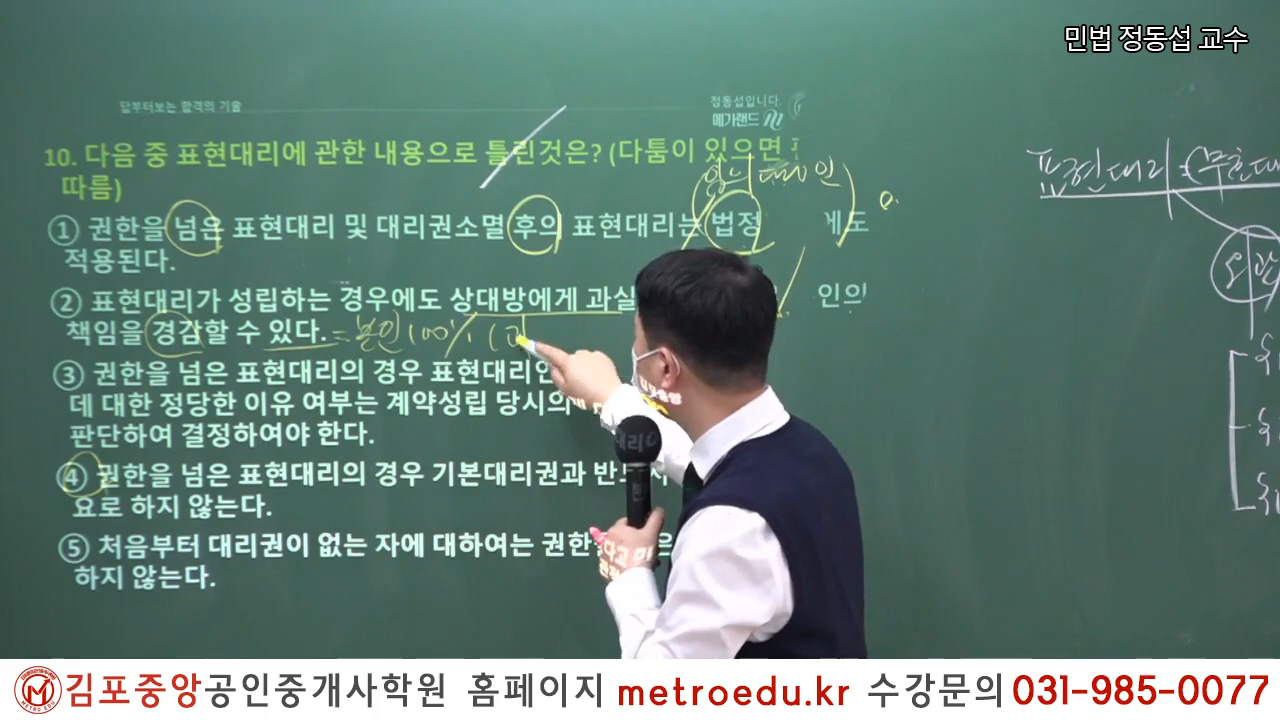 민법 정동섭 교수
답부터보는 합격의 기술
정동섭입니다.
메가랜드
10. 다음 중 표현대리에 관한 내용으로 틀린것은? (다툼이 있으면
따름)
① 권한을 넘은 표현대리 및 대리권소멸 후의 표현대리는 법정 에도
적용된다.
② 표현대리가 성립하는 경우에도 상대방에게 과실 인의
책임을 경감할 수 있다. = 본인 100%
③ 권한을 넘은 표현대리의 경우 표현대리인
데 대한 정당한 이유 여부는 계약성립 당시의
판단하여 결정하여야 한다.
④ 권한을 넘은 표현대리의 경우 기본대리권과 반드시
요로 하지 않는다.
⑤ 처음부터 대리권이 없는 자에 대하여는 권한
하지 않는다.
표현대리
김포중앙공인중개사학원 홈페이지 metroedu.kr 수강문의 031-985-0077